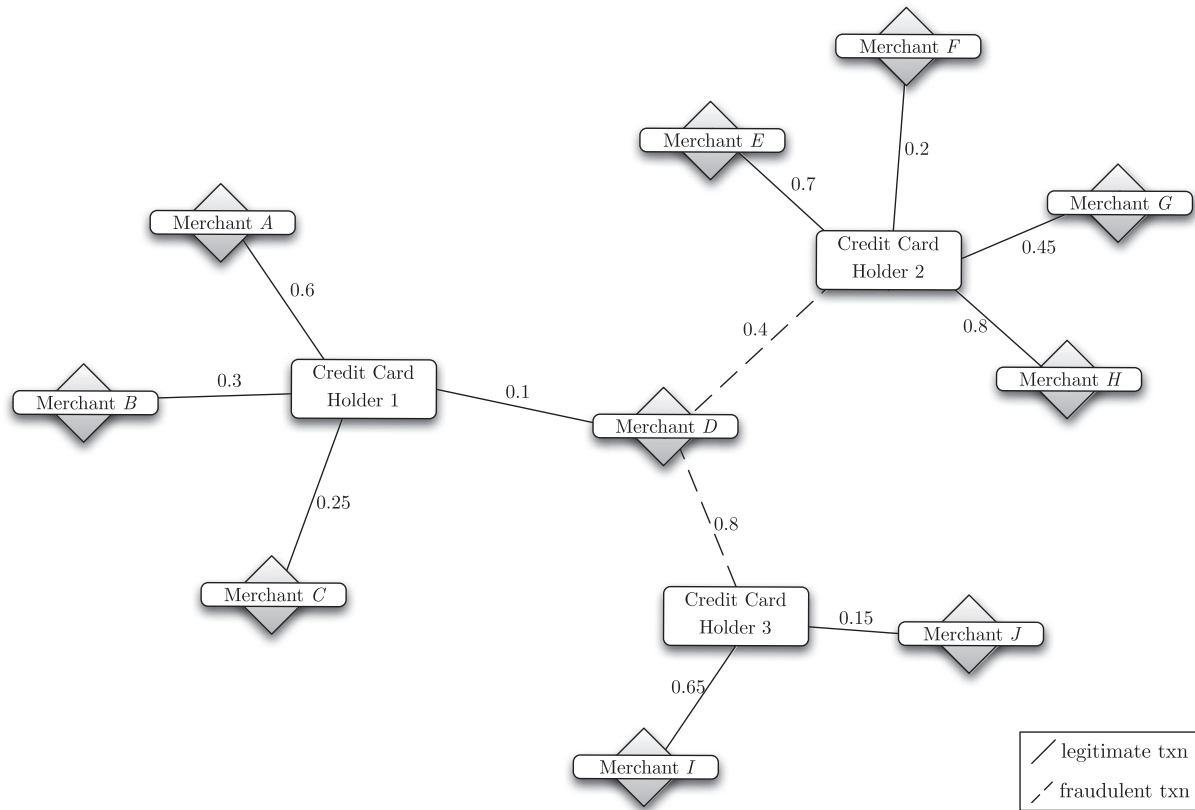 Merchant F
Merchant E
0.2
0.7
Merchant G
Merchant A
Credit Card
Holder 2
0.45
0.6
0.4
0.8
Credit Card
Holder 1
0.3
Merchant H
Merchant B
0.1
Merchant D
0.25
0.8
Merchant C
Credit Card
Holder 3
0.15
Merchant J
0.65
Merchant I
legitimate txn
fraudulent txn